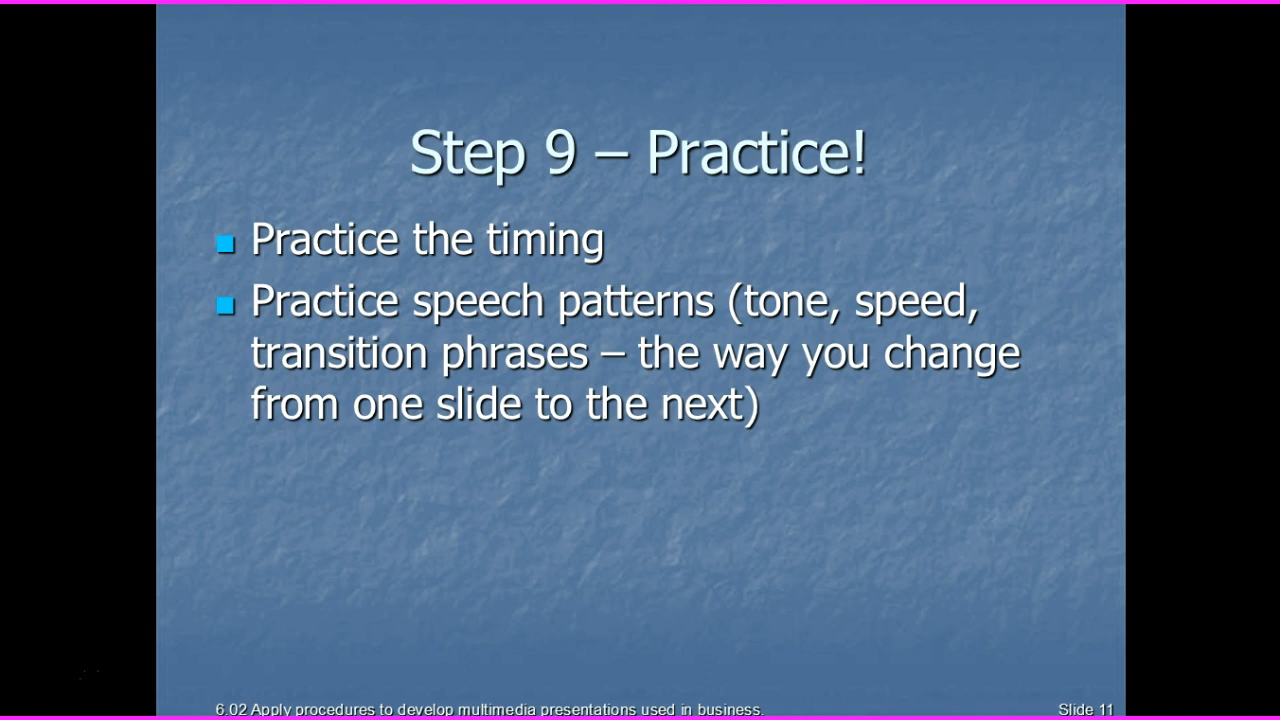 Step 9 – Practice!
Practice the timing
Practice speech patterns (tone, speed,
transition phrases – the way you change
from one slide to the next)
6.02 Apply procedures to develop multimedia presentations used in business.
Slide 11